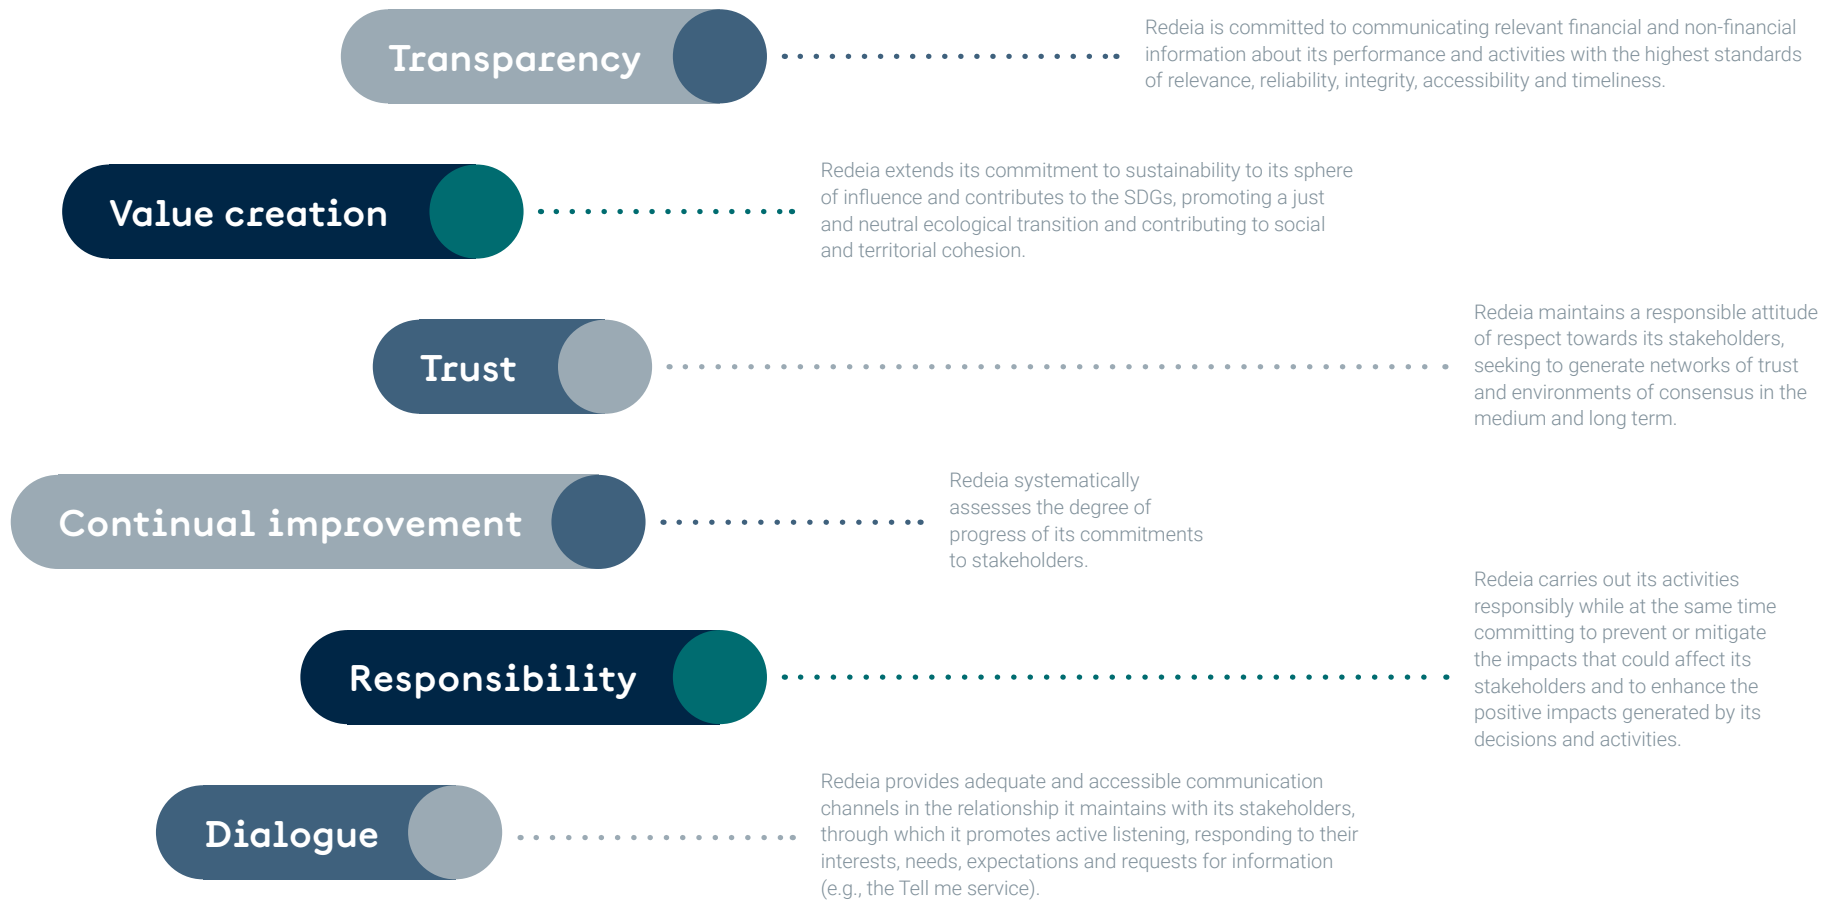 Transparency
Redeia is committed to communicating relevant financial and non-financial
information about its performance and activities with the highest standards
of relevance, reliability, integrity, accessibility and timeliness.
Value creation
Redeia extends its commitment to sustainability to its sphere
of influence and contributes to the SDGs, promoting a just
and neutral ecological transition and contributing to social
and territorial cohesion.
Trust
Redeia maintains a responsible attitude
of respect towards its stakeholders,
seeking to generate networks of trust
and environments of consensus in the
medium and long term.
Continual improvement
Redeia systematically
assesses the degree of
progress of its commitments
to stakeholders.
Responsibility
Redeia carries out its activities
responsibly while at the same time
committing to prevent or mitigate
the impacts that could affect its
stakeholders and to enhance the
positive impacts generated by its
decisions and activities.
Dialogue
Redeia provides adequate and accessible communication
channels in the relationship it maintains with its stakeholders,
through which it promotes active listening, responding to their
interests, needs, expectations and requests for information
(e.g., the Tell me service).